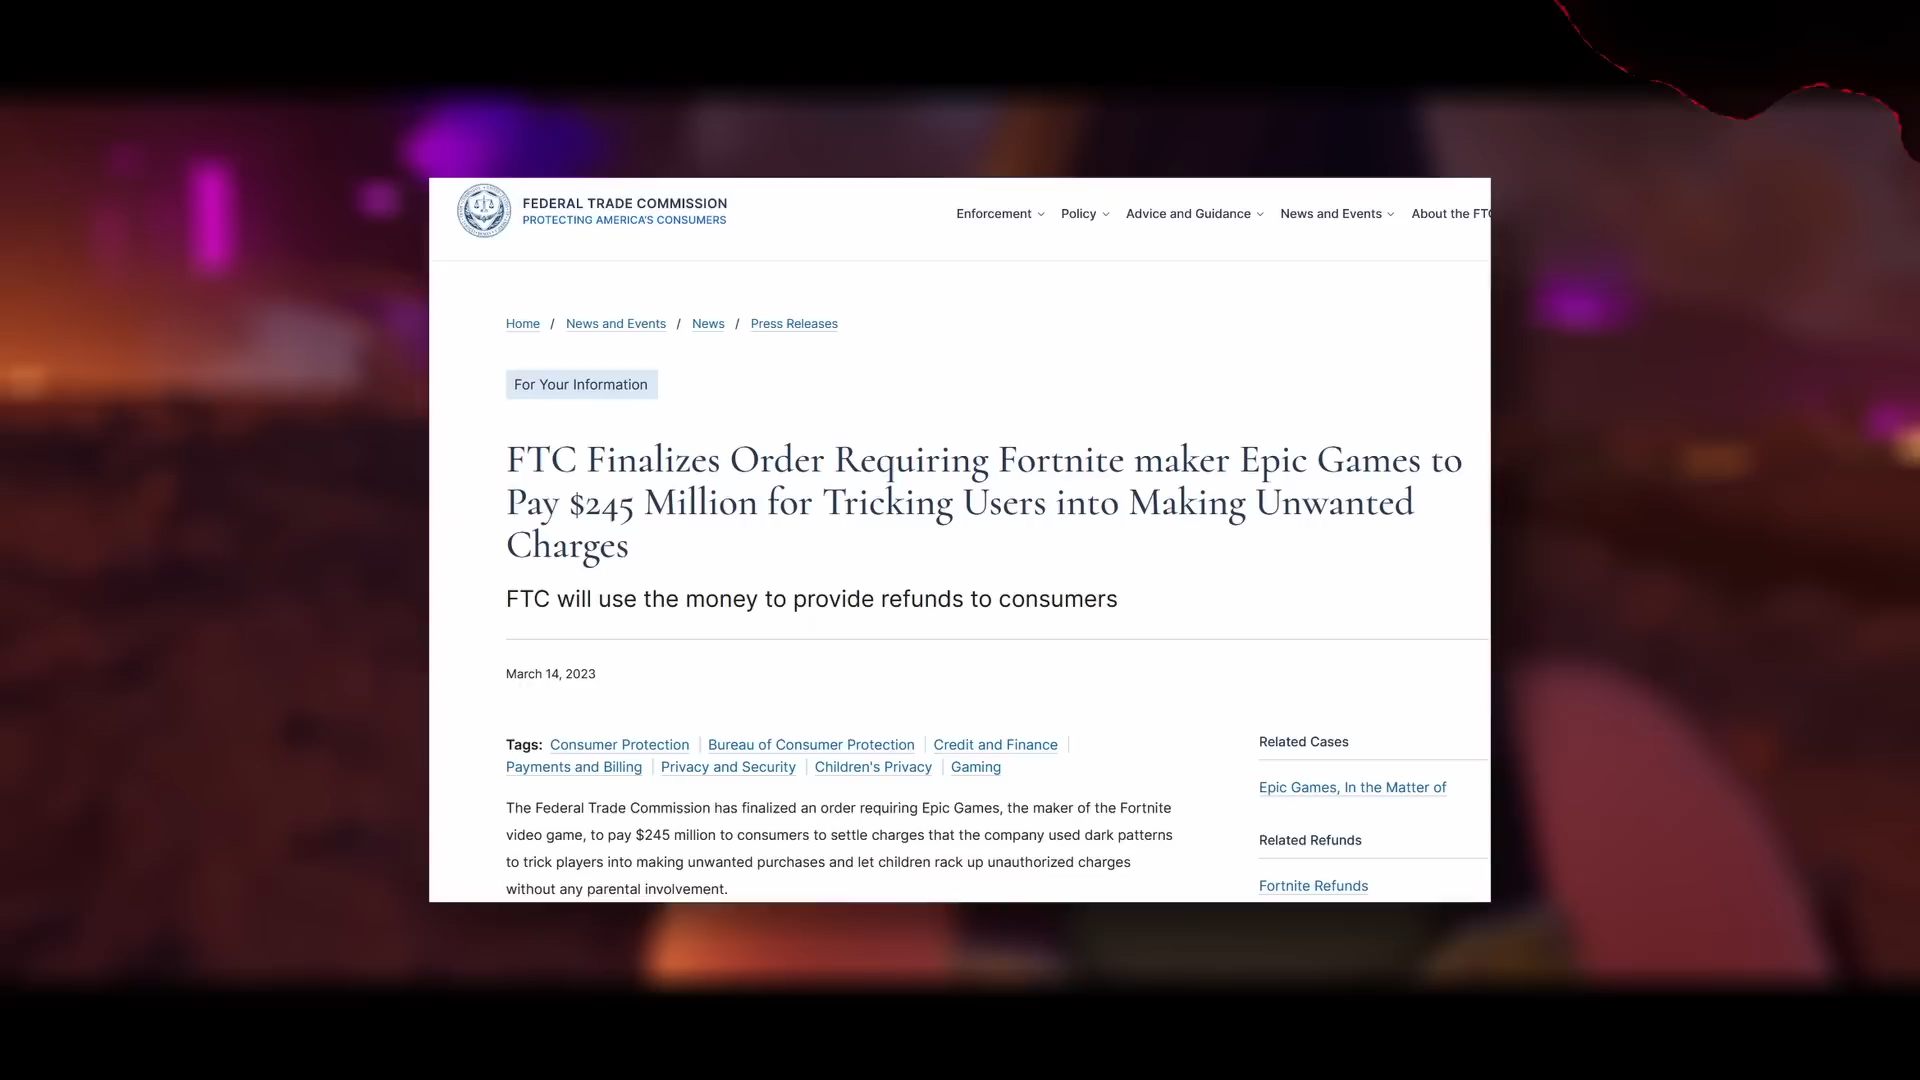 FEDERAL TRADE COMMISSION
PROTECTING AMERICA'S CONSUMERS
Enforcement Policy Advice and Guidance News and Events About the FTC
Home / News and Events / News / Press Releases
For Your Information
FTC Finalizes Order Requiring Fortnite maker Epic Games to
Pay $245 Million for Tricking Users into Making Unwanted
Charges
FTC will use the money to provide refunds to consumers
March 14, 2023
Tags: Consumer Protection | Bureau of Consumer Protection | Credit and Finance |
Payments and Billing | Privacy and Security | Children's Privacy | Gaming
The Federal Trade Commission has finalized an order requiring Epic Games, the maker of the Fortnite
video game, to pay $245 million to consumers to settle charges that the company used dark patterns
to trick players into making unwanted purchases and let children rack up unauthorized charges
without any parental involvement.
Related Cases
Epic Games, In the Matter of
Related Refunds
Fortnite Refunds